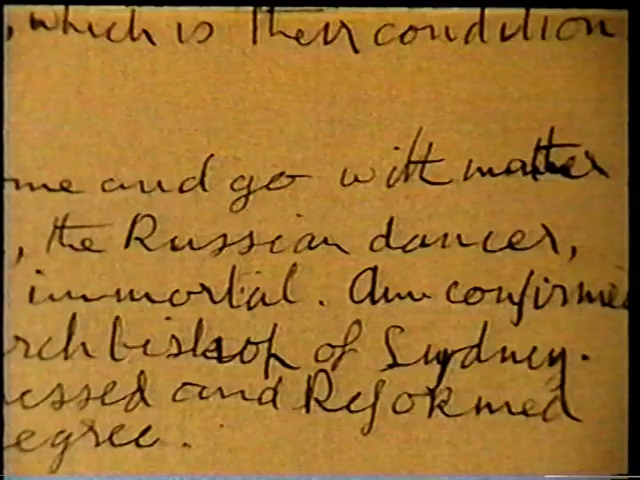 , which is their condition
me and go with matter
, the Russian dancer,
immortal. Am confirme
rchbishop of Sydney.
essed and Reformed
egree.